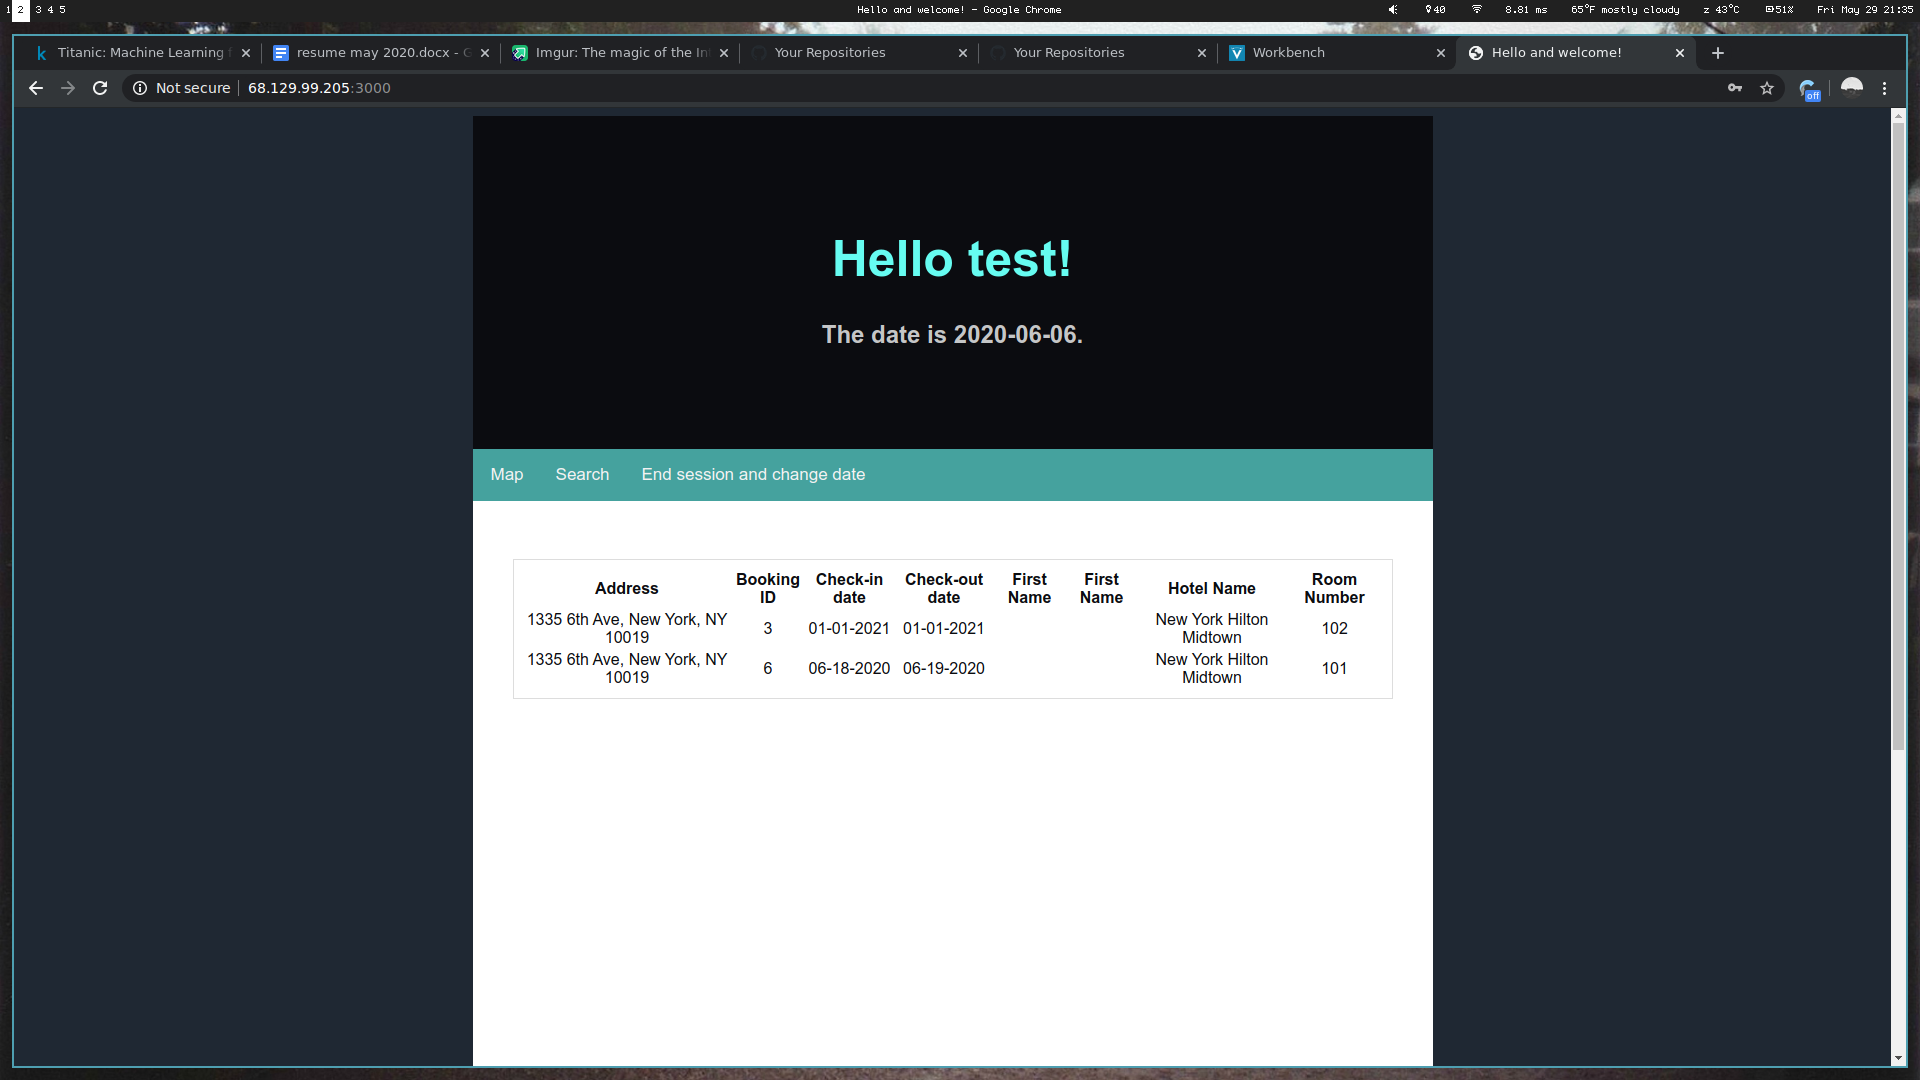 1 2 3 4 5
Hello and welcome! - Google Chrome
40
8.81 ms
65°F mostly cloudy
z 43°C
51%
Fri May 29 21:35
Titanic: Machine Learning f
resume may 2020.docx - G
Imgur: The magic of the In
Your Repositories
Your Repositories
Workbench
Hello and welcome!
Not secure
68.129.99.205:3000
off
Hello test!
The date is 2020-06-06.
Map Search End session and change date
Address
Booking
ID
Check-in
date
Check-out
date
First
Name
First
Name
Hotel Name
Room
Number
1335 6th Ave, New York, NY
10019
3
01-01-2021
01-01-2021
New York Hilton
Midtown
102
1335 6th Ave, New York, NY
10019
6
06-18-2020
06-19-2020
New York Hilton
Midtown
101